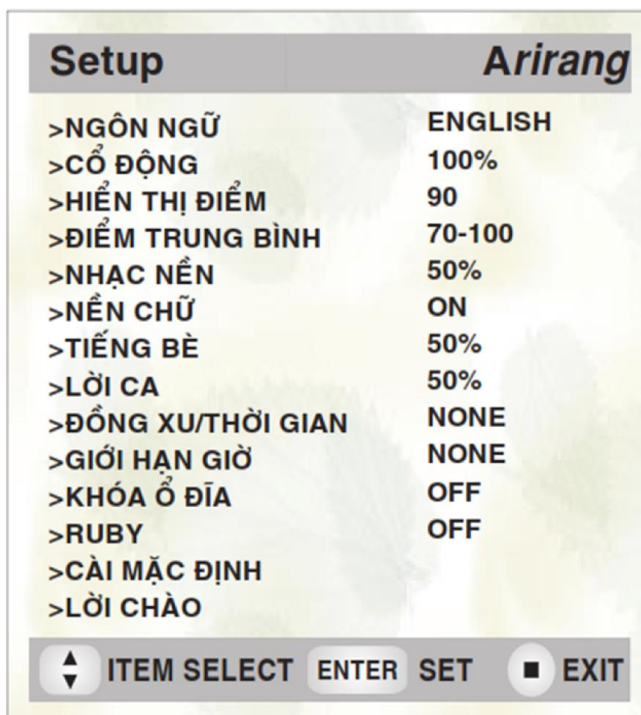 Setup Arirang
>NGÔN NGỮ ENGLISH
>CỔ ĐỘNG 100%
>HIỂN THỊ ĐIỂM 90
>ĐIỂM TRUNG BÌNH 70-100
>NHẠC NỀN 50%
>NỀN CHỮ ON
>TIẾNG BÈ 50%
>LỜI CA 50%
>ĐỒNG XU/THỜI GIAN NONE
>GIỚI HẠN GIỜ NONE
>KHÓA Ổ ĐĨA OFF
>RUBY OFF
>CÀI MẶC ĐỊNH
>LỜI CHÀO
ITEM SELECT ENTER SET EXIT